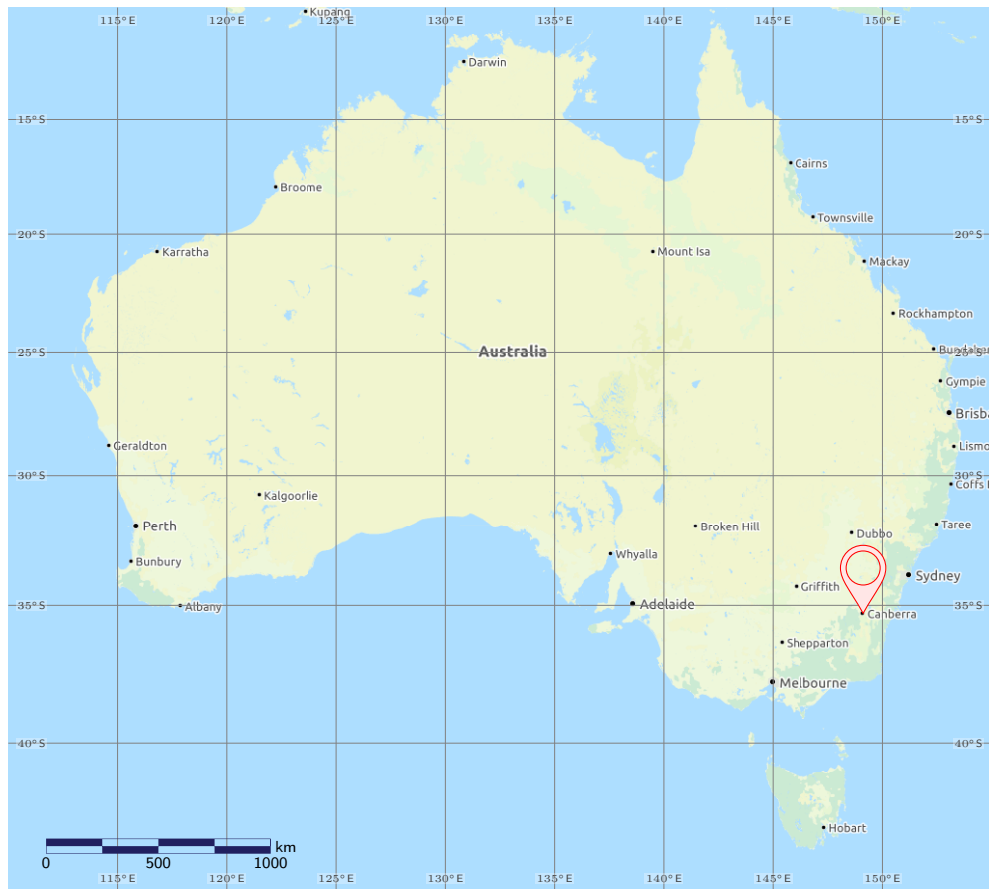 Kupang
115°E 120°E 125°E 130°E 135°E 140°E 145°E 150°E
Darwin
15°S 15°S
Cairns
Broome
Townsville
20°S 20°S
Karratha Mount Isa
Mackay
Rockhampton
Australia
25°S 25°S
Gympie
Brisba
Geraldton Lismo
30°S 30°S
Coffs
Kalgoorlie
Perth Broken Hill Taree
Dubbo
Whyalla
Bunbury
Sydney
Griffith
Albany 35°S Adelaide 35°S
Canberra
Shepparton
Melbourne
40°S 40°S
Hobart
km
0 500 1000
115°E 120°E 125°E 130°E 135°E 140°E 145°E 150°E